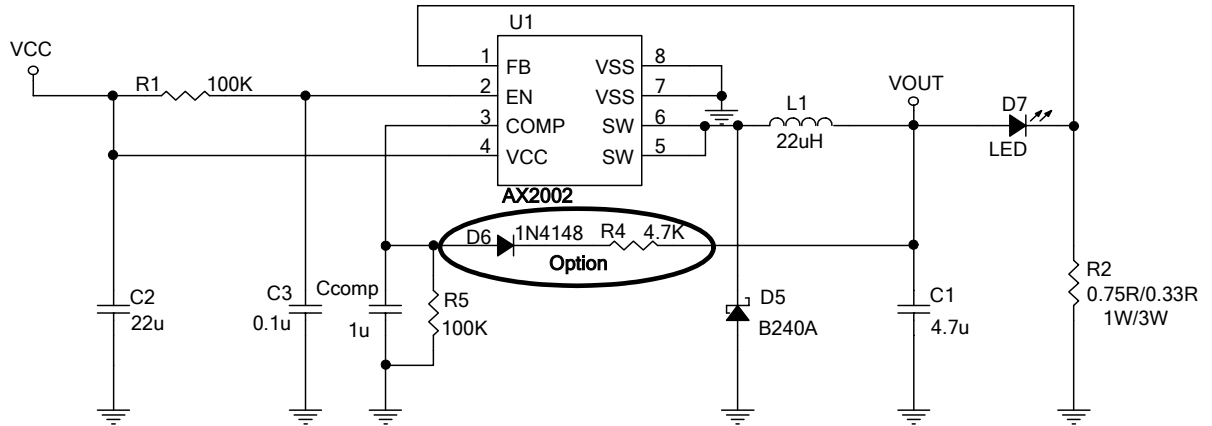 U1
VCC
R1 100K
1 FB VSS 8
2 EN VSS 7
3 COMP SW 6
4 VCC SW 5
AX2002
L1
22uH
VOUT
D7
LED
D6 1N4148 R4 4.7K
Option
C2
22u
C3
0.1u
Ccomp
1u
R5
100K
D5
B240A
C1
4.7u
R2
0.75R/0.33R
1W/3W